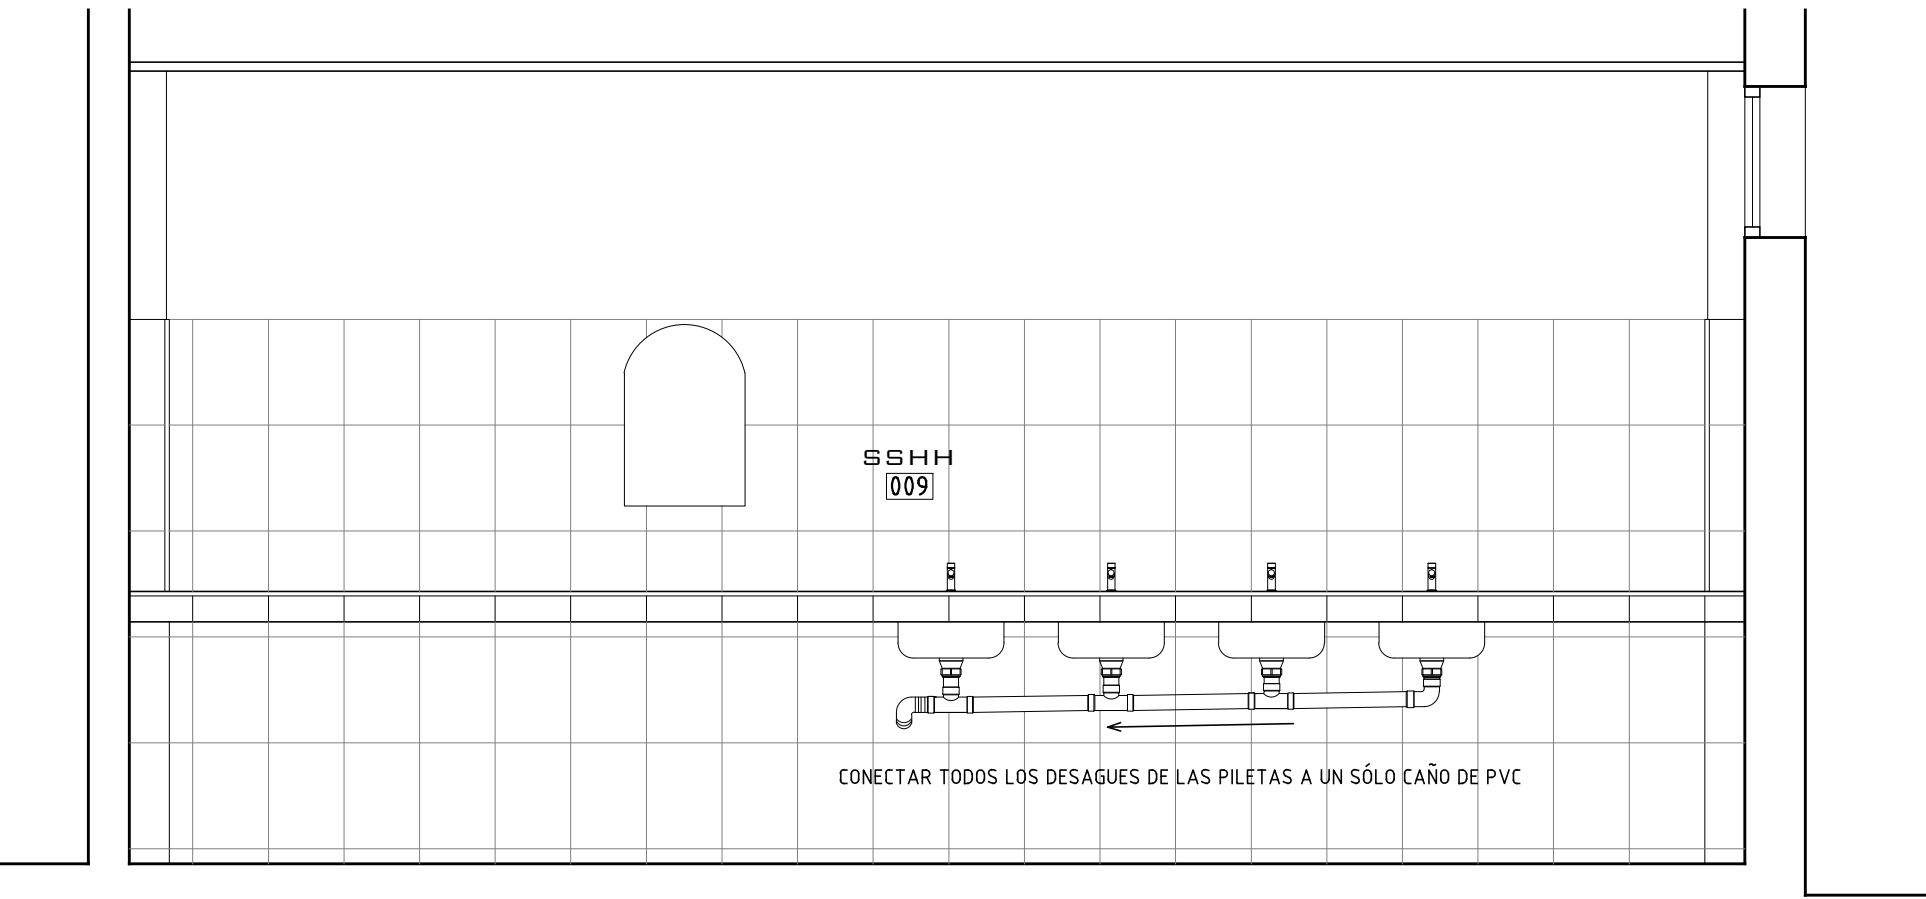 SSHH
009
CONECTAR TODOS LOS DESAGUES DE LAS PILETAS A UN SÓLO CAÑO DE PVC